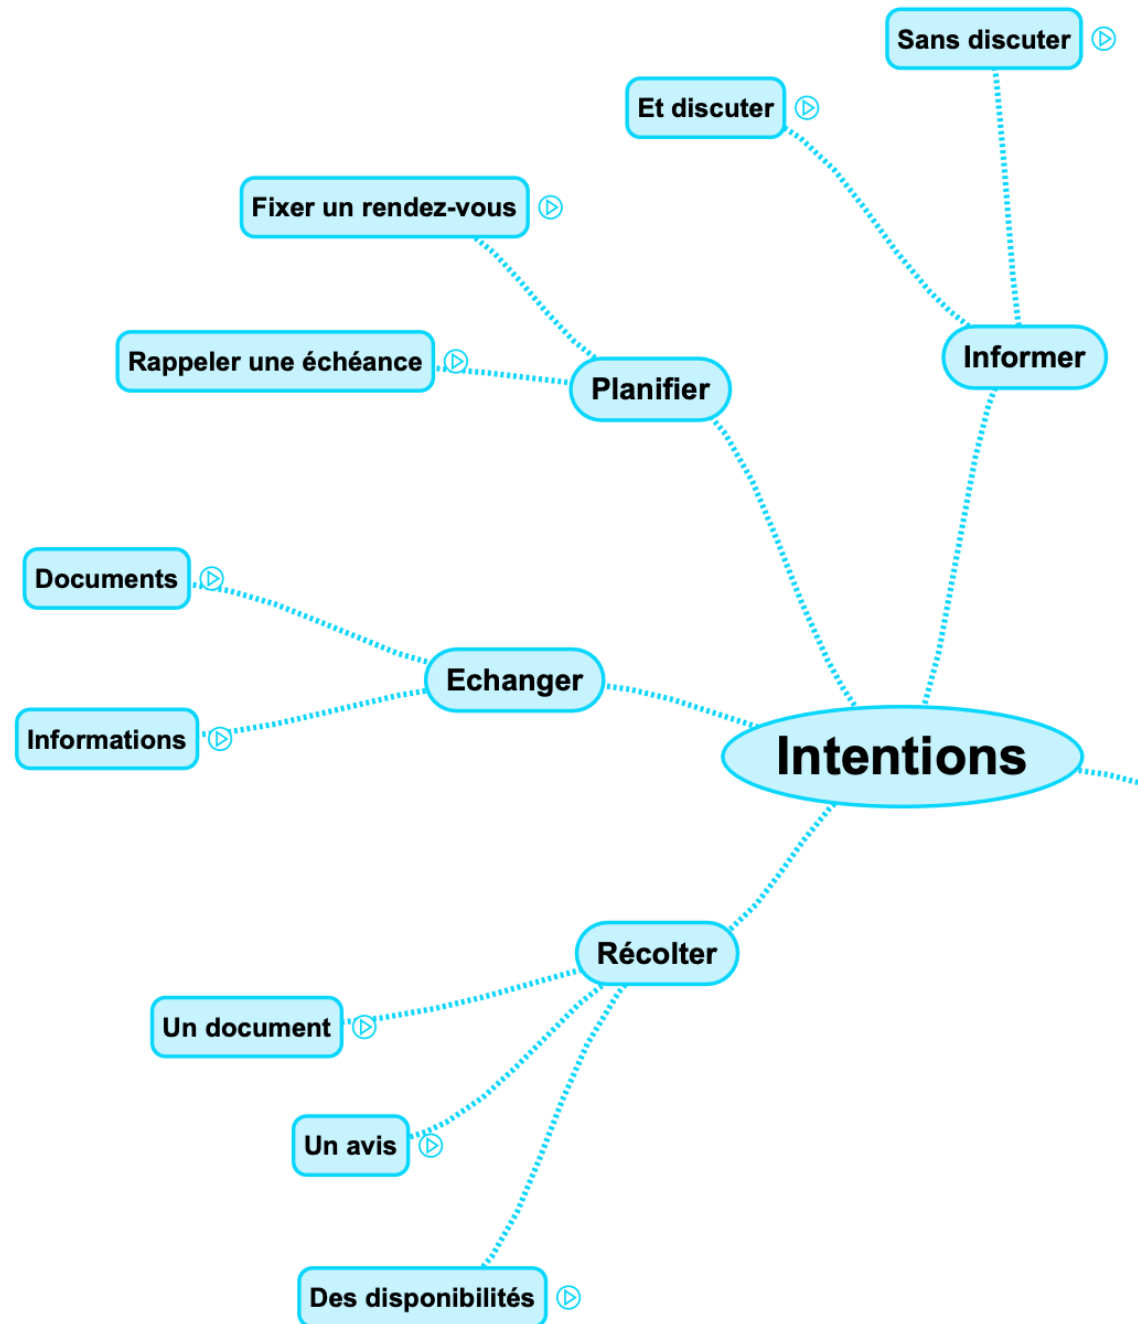 Sans discuter
Et discuter
Fixer un rendez-vous
Rappeler une échéance
Informer
Planifier
Documents
Echanger
Informations
Intentions
Récolter
Un document
Un avis
Des disponibilités